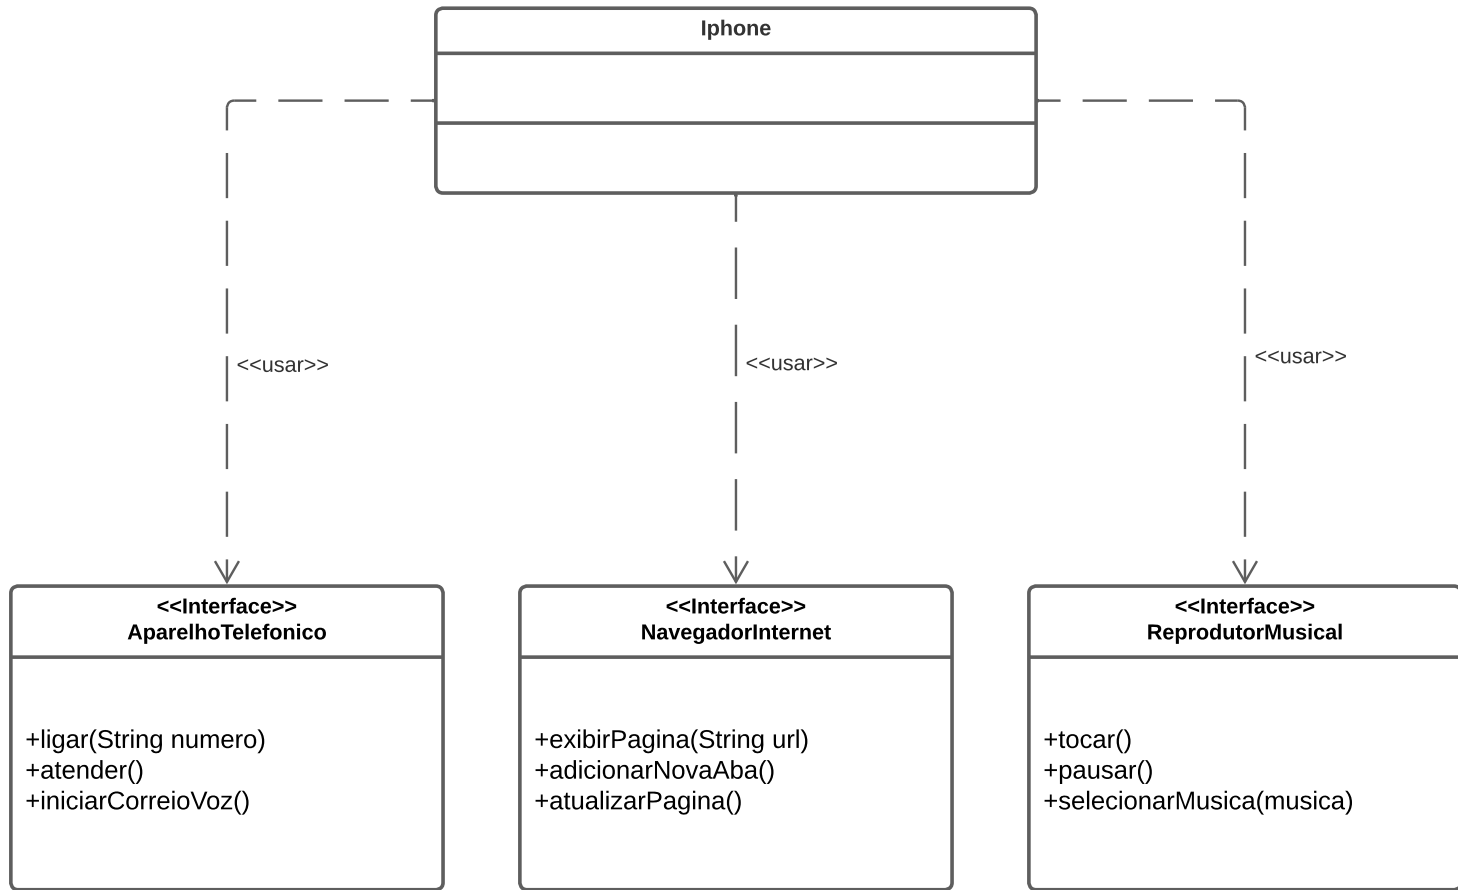 Iphone
<<usar>>
<<usar>>
<<usar>>
<<Interface>>
AparelhoTelefonico
+ligar(String numero)
+atender()
+iniciarCorreioVoz()
<<Interface>>
NavegadorInternet
+exibirPagina(String url)
+adicionarNovaAba()
+atualizarPagina()
<<Interface>>
ReprodutorMusical
+tocar()
+pausar()
+selecionarMusica(musica)